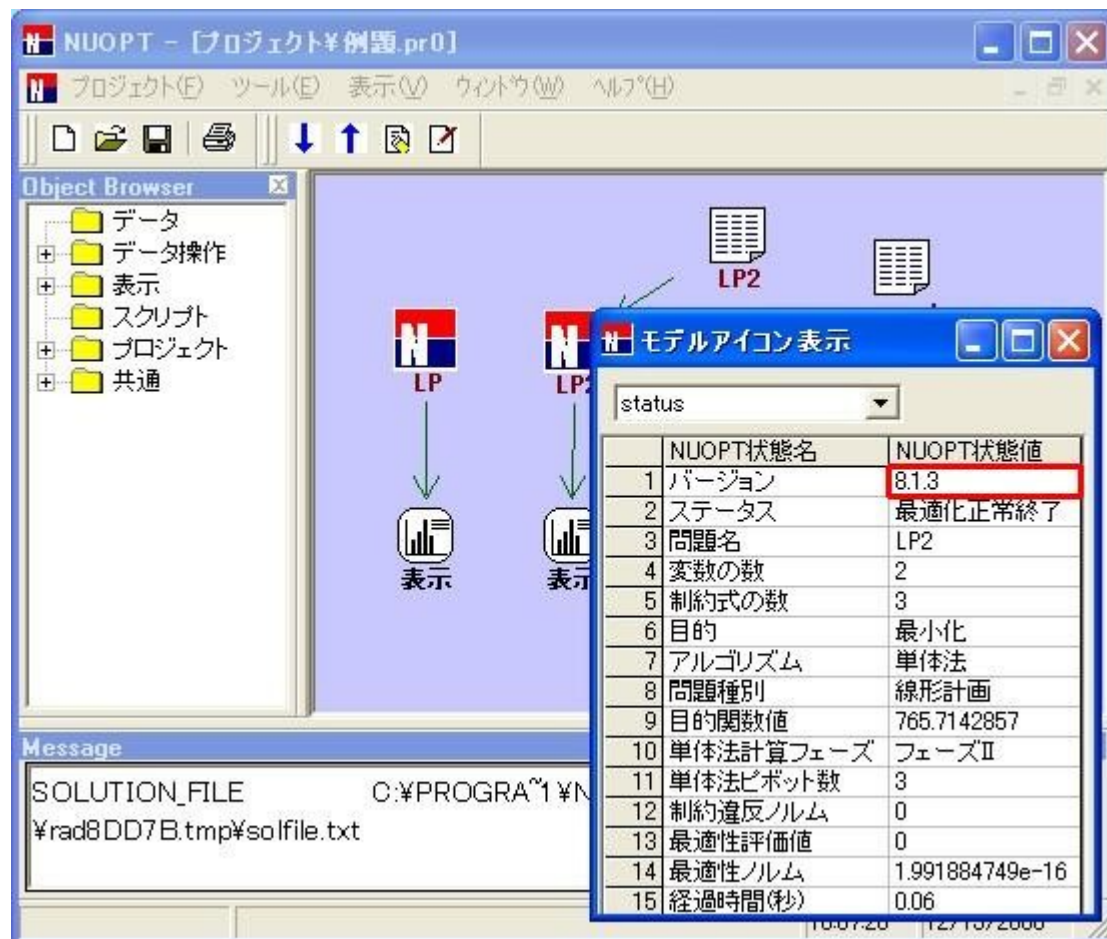 NUOPT - [プロジェクト¥例題.pr0]
プロジェクト(F) ツール(E) 表示(V) ウィンドウ(W) ヘルプ(H)
Object Browser
データ
データ操作
表示
スクリプト
プロジェクト
共通
LP2
LP
LP2
表示
表示
モデルアイコン表示
status
NUOPT状態名 NUOPT状態値
1 バージョン 8.1.3
2 ステータス 最適化正常終了
3 問題名 LP2
4 変数の数 2
5 制約式の数 3
6 目的 最小化
7 アルゴリズム 単体法
8 問題種別 線形計画
9 目的関数値 765.7142857
10 単体法計算フェーズ フェーズⅡ
11 単体法ピボット数 3
12 制約違反ノルム 0
13 最適性評価値 0
14 最適性ノルム 1.991884749e-16
15 経過時間(秒) 0.06
Message
SOLUTION_FILE C:¥PROGRA~1¥N
¥rad8DD7B.tmp¥solfile.txt